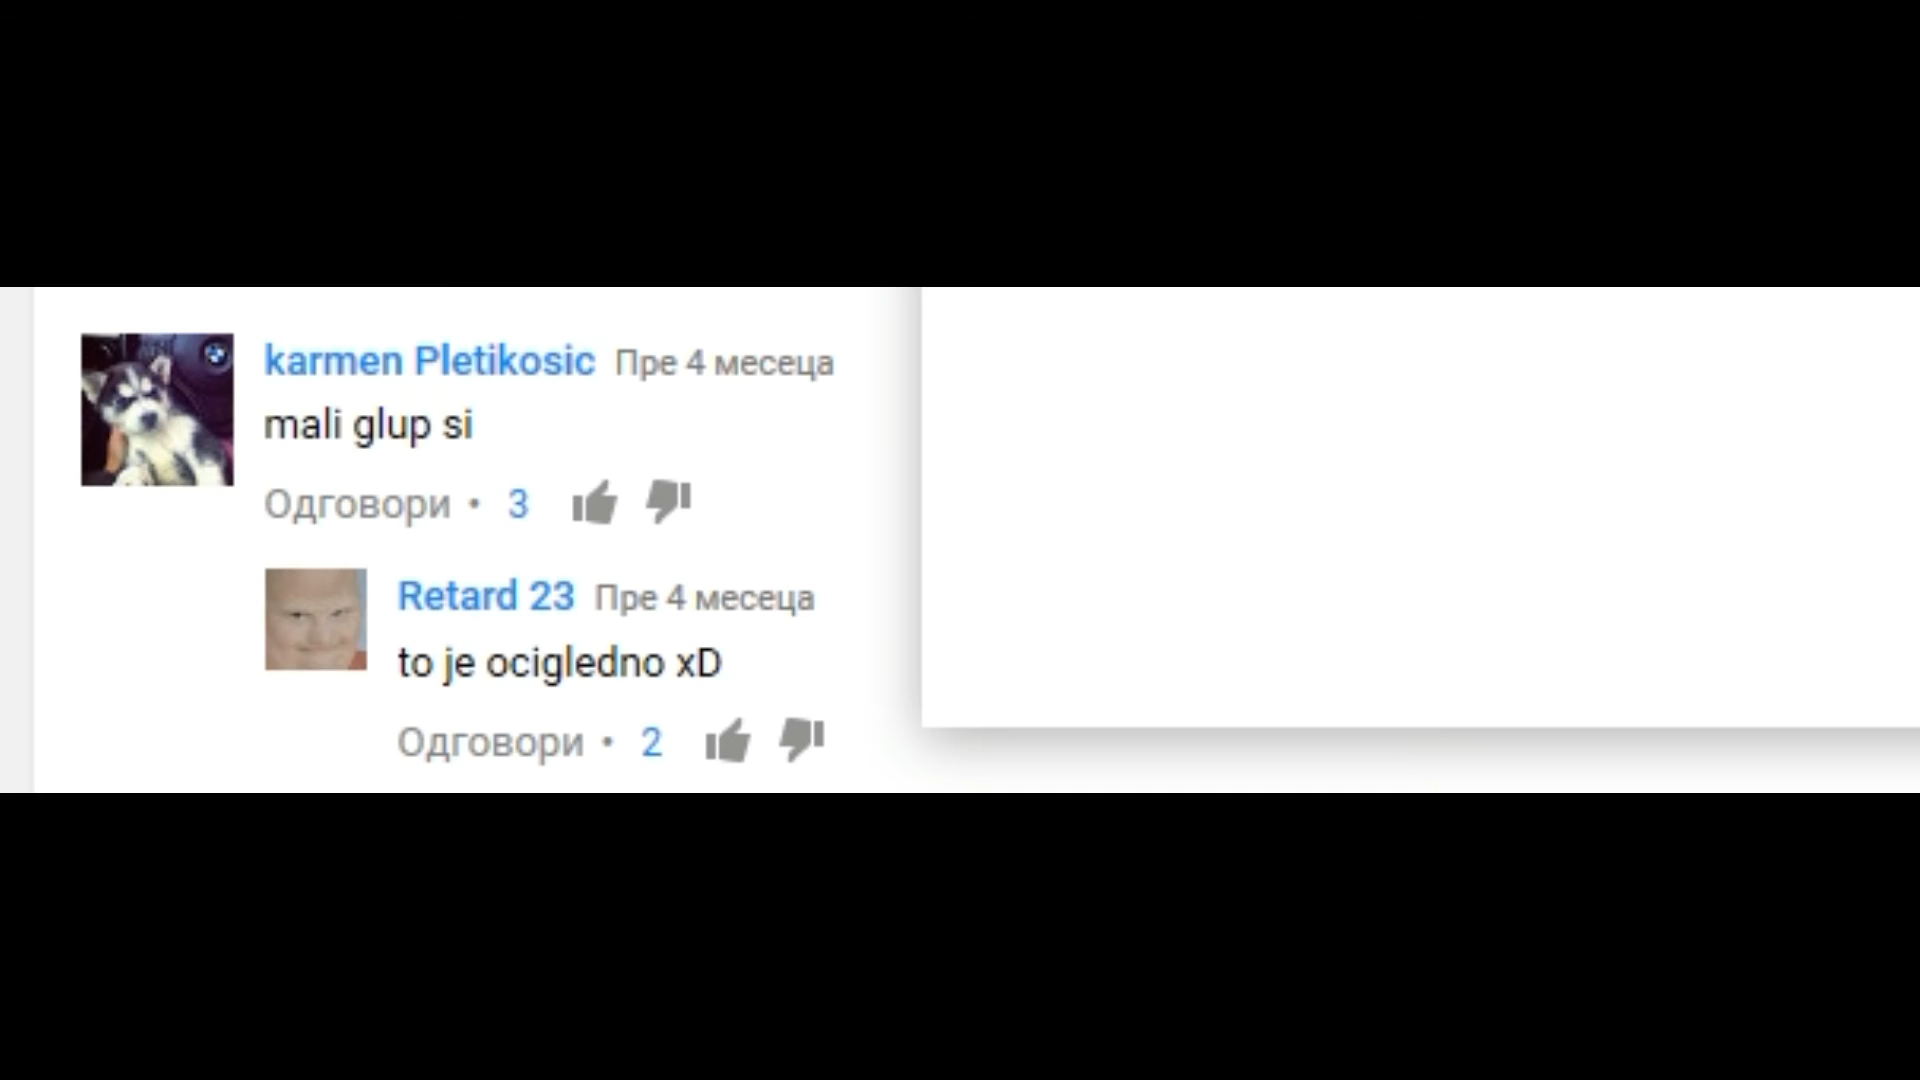 karmen Pletikosic Пре 4 месеца
mali glup si
Одговори • 3
Retard 23 Пре 4 месеца
to je ocigledno xD
Одговори • 2